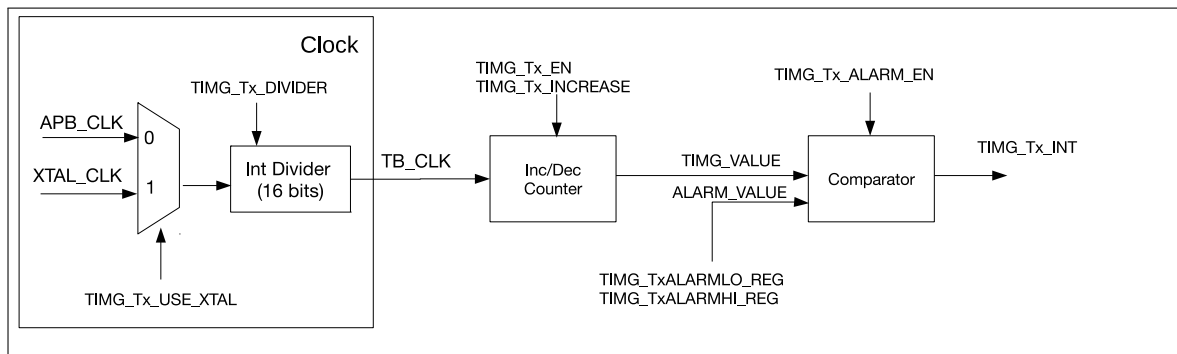 Clock
TIMG_Tx_DIVIDER
APB_CLK
0
XTAL_CLK
1
Int Divider
(16 bits)
TIMG_Tx_USE_XTAL
TB_CLK
TIMG_Tx_EN
TIMG_Tx_INCREASE
Inc/Dec
Counter
TIMG_VALUE
ALARM_VALUE
TIMG_TxALARMLO_REG
TIMG_TxALARMHI_REG
TIMG_Tx_ALARM_EN
Comparator
TIMG_Tx_INT